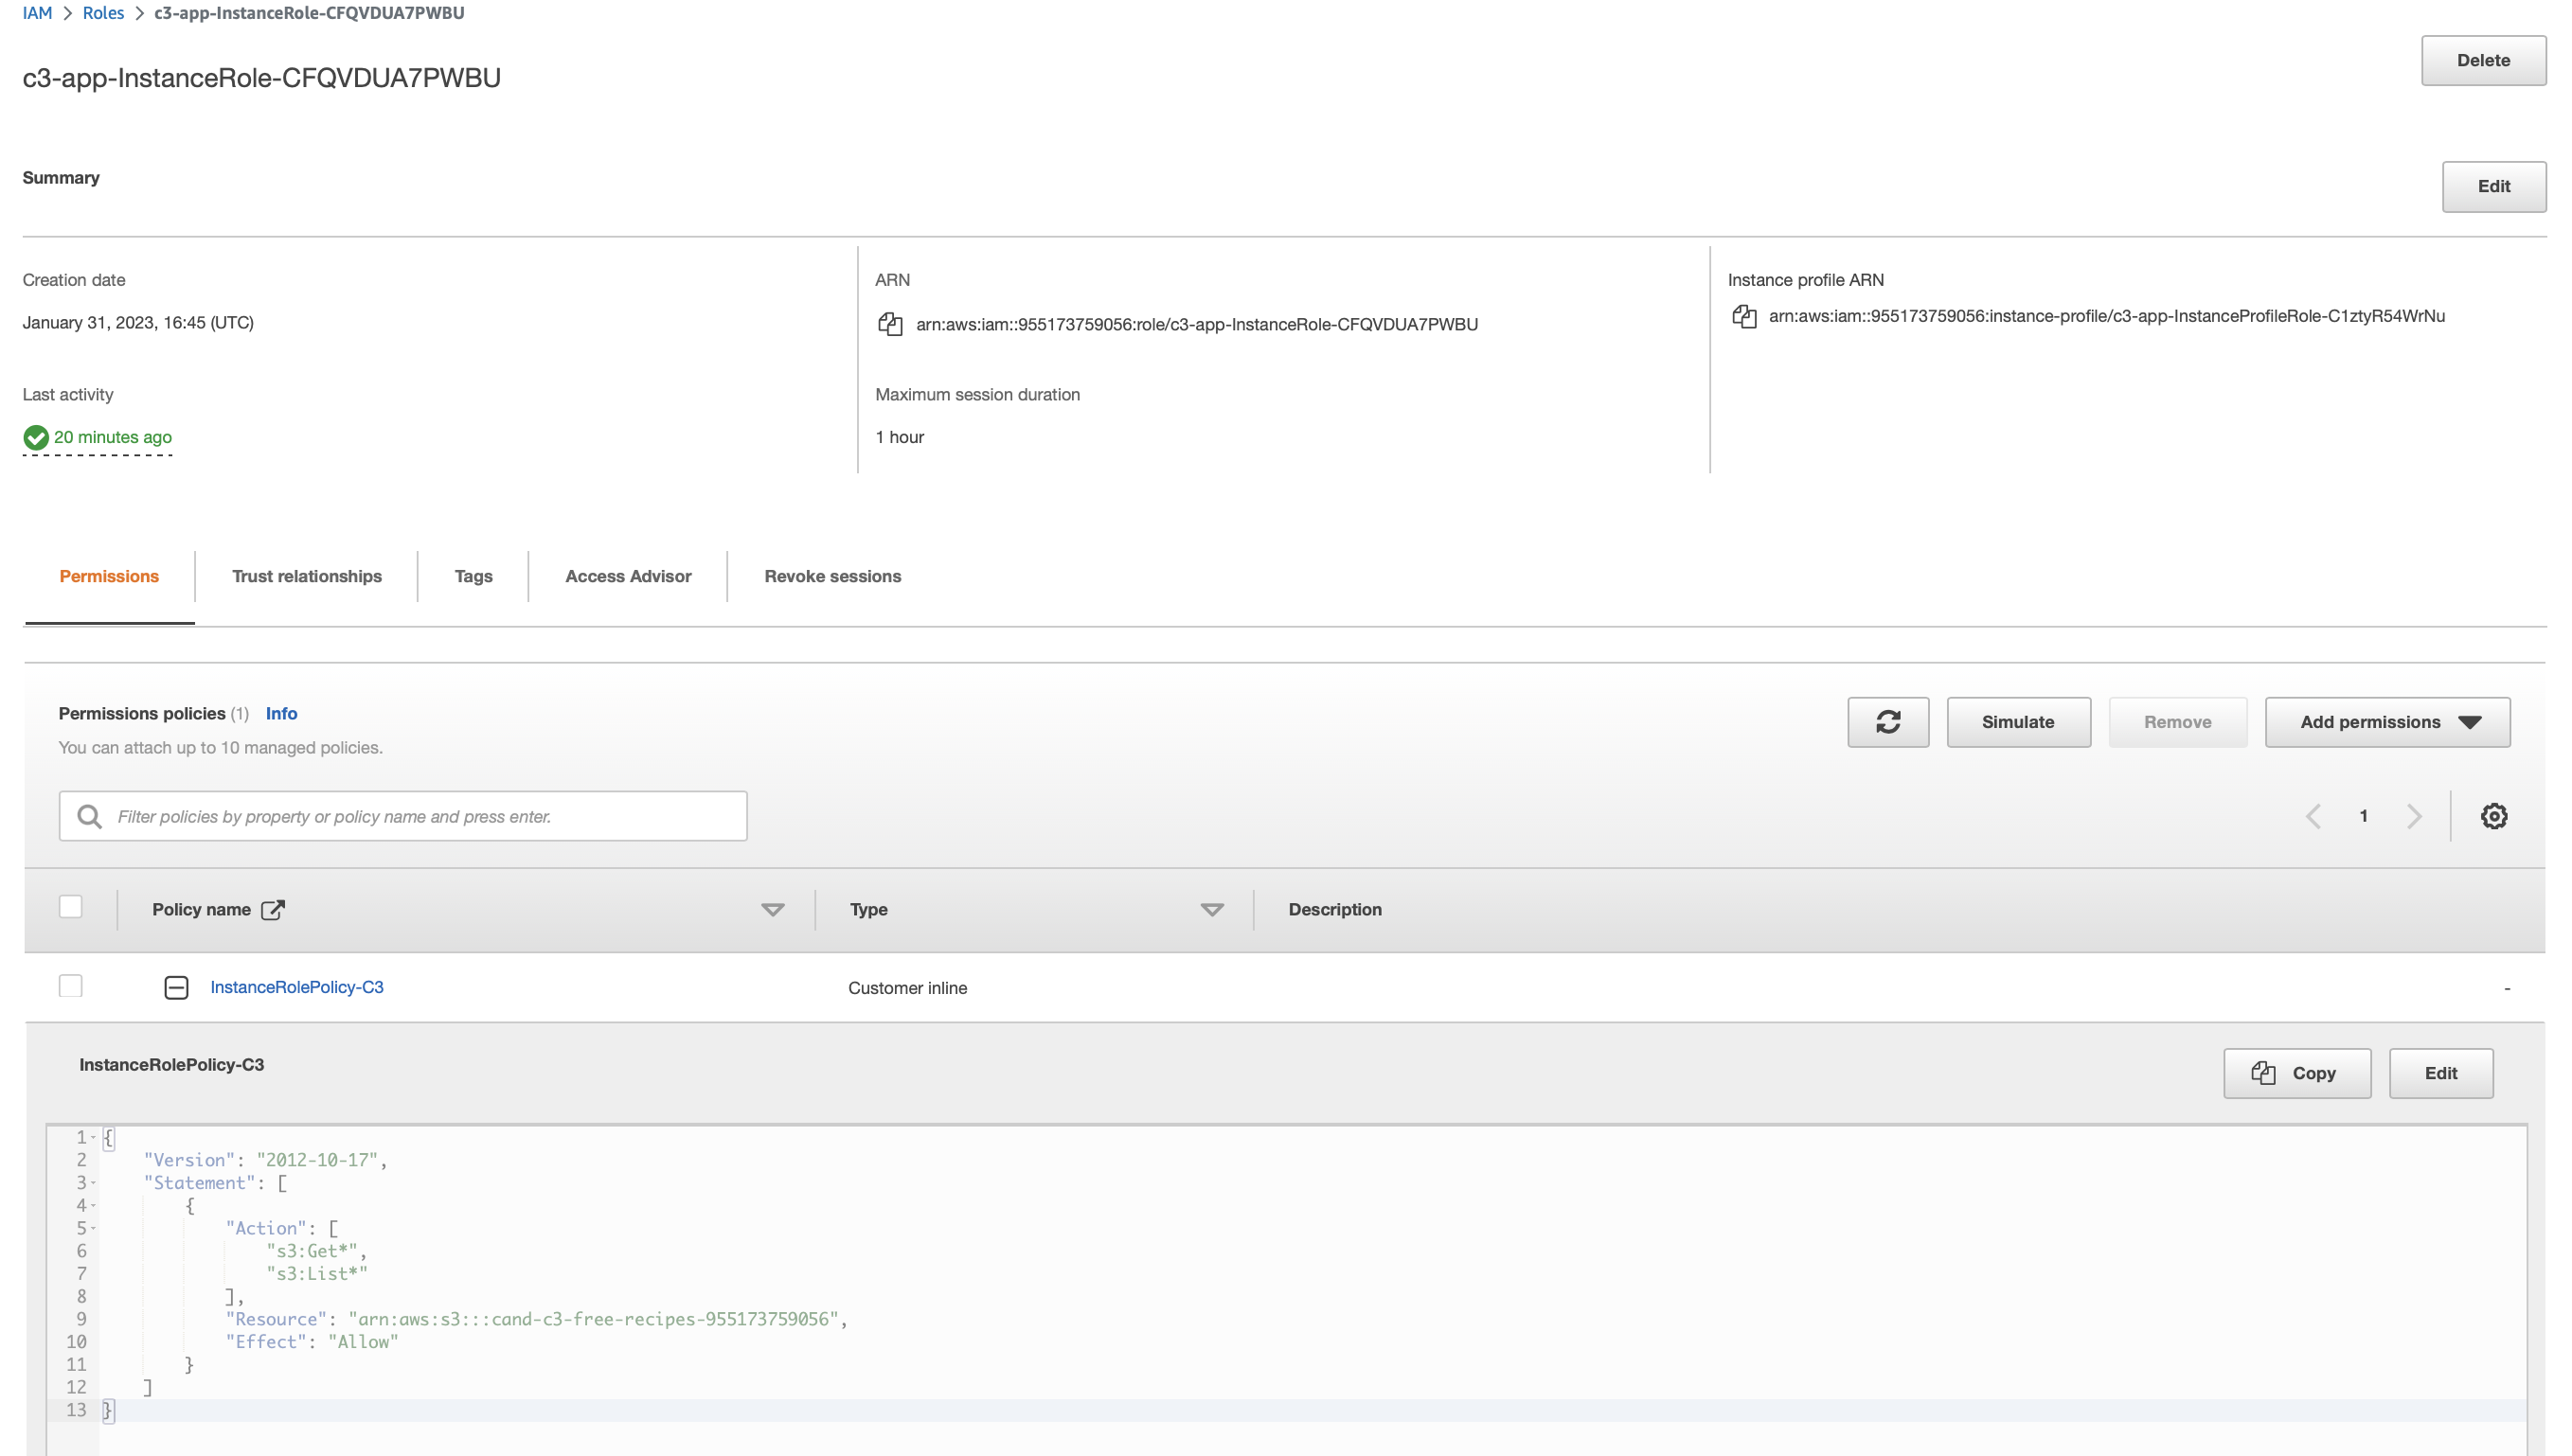 IAM > Roles > c3-app-InstanceRole-CFQVDUA7PWBU
c3-app-InstanceRole-CFQVDUA7PWBU
Delete
Summary
Edit
Creation date
January 31, 2023, 16:45 (UTC)
ARN
arn:aws:iam::955173759056:role/c3-app-InstanceRole-CFQVDUA7PWBU
Instance profile ARN
arn:aws:iam::955173759056:instance-profile/c3-app-InstanceProfileRole-C1ztyR54WrNu
Last activity
20 minutes ago
Maximum session duration
1 hour
Permissions
Trust relationships
Tags
Access Advisor
Revoke sessions
Permissions policies (1) Info
You can attach up to 10 managed policies.
Simulate
Remove
Add permissions
Filter policies by property or policy name and press enter.
1
Policy name
Type
Description
InstanceRolePolicy-C3
Customer inline
-
InstanceRolePolicy-C3
Copy
Edit
1 {
2 "Version": "2012-10-17",
3 "Statement": [
4 {
5 "Action": [
6 "s3:Get*",
7 "s3:List*"
8 ],
9 "Resource": "arn:aws:s3:::cand-c3-free-recipes-955173759056",
10 "Effect": "Allow"
11 }
12 ]
13 }